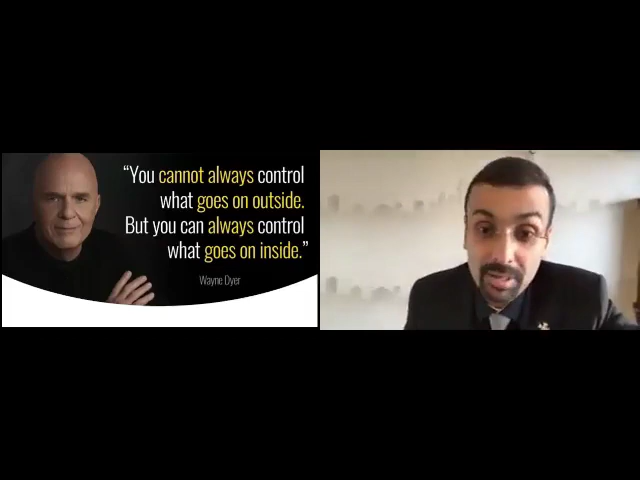 “You cannot always control
what goes on outside.
But you can always control
what goes on inside.”
Wayne Dyer